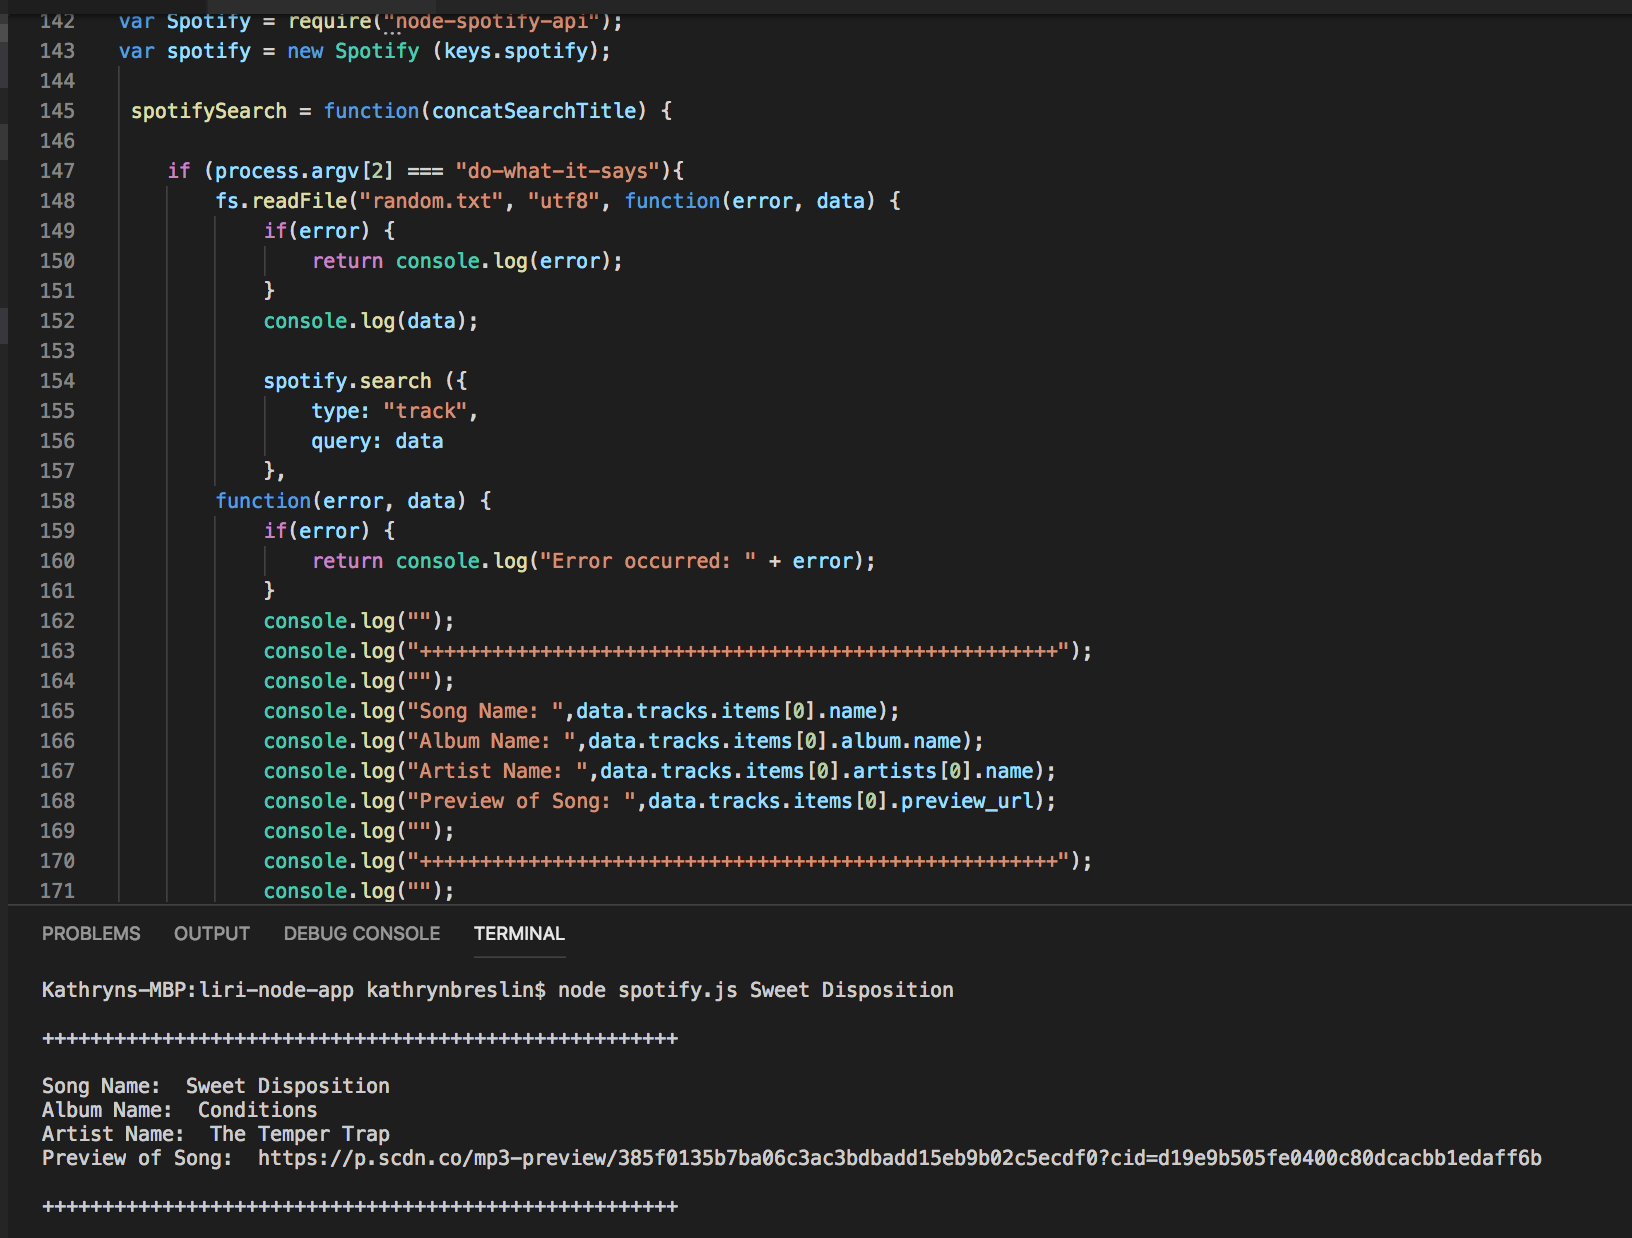 142 var Spotify = require("node-spotify-api");
143 var spotify = new Spotify (keys.spotify);
144
145 spotifySearch = function(concatSearchTitle) {
146
147 if (process.argv[2] === "do-what-it-says"){
148 fs.readFile("random.txt", "utf8", function(error, data) {
149 if(error) {
150 return console.log(error);
151 }
152 console.log(data);
153
154 spotify.search ({
155 type: "track",
156 query: data
157 },
158 function(error, data) {
159 if(error) {
160 return console.log("Error occurred: " + error);
161 }
162 console.log("");
163 console.log("+++++++++++++++++++++++++++++++++++++++++++++++++++++");
164 console.log("");
165 console.log("Song Name: ",data.tracks.items[0].name);
166 console.log("Album Name: ",data.tracks.items[0].album.name);
167 console.log("Artist Name: ",data.tracks.items[0].artists[0].name);
168 console.log("Preview of Song: ",data.tracks.items[0].preview_url);
169 console.log("");
170 console.log("+++++++++++++++++++++++++++++++++++++++++++++++++++++");
171 console.log("");
PROBLEMS OUTPUT DEBUG CONSOLE TERMINAL
Kathryns-MBP:liri-node-app kathrynbreslin$ node spotify.js Sweet Disposition
+++++++++++++++++++++++++++++++++++++++++++++++++++++
Song Name:  Sweet Disposition
Album Name:  Conditions
Artist Name:  The Temper Trap
Preview of Song:  https://p.scdn.co/mp3-preview/385f0135b7ba06c3ac3bdbadd15eb9b02c5ecdf0?cid=d19e9b505fe0400c80dcacbb1edaff6b
+++++++++++++++++++++++++++++++++++++++++++++++++++++